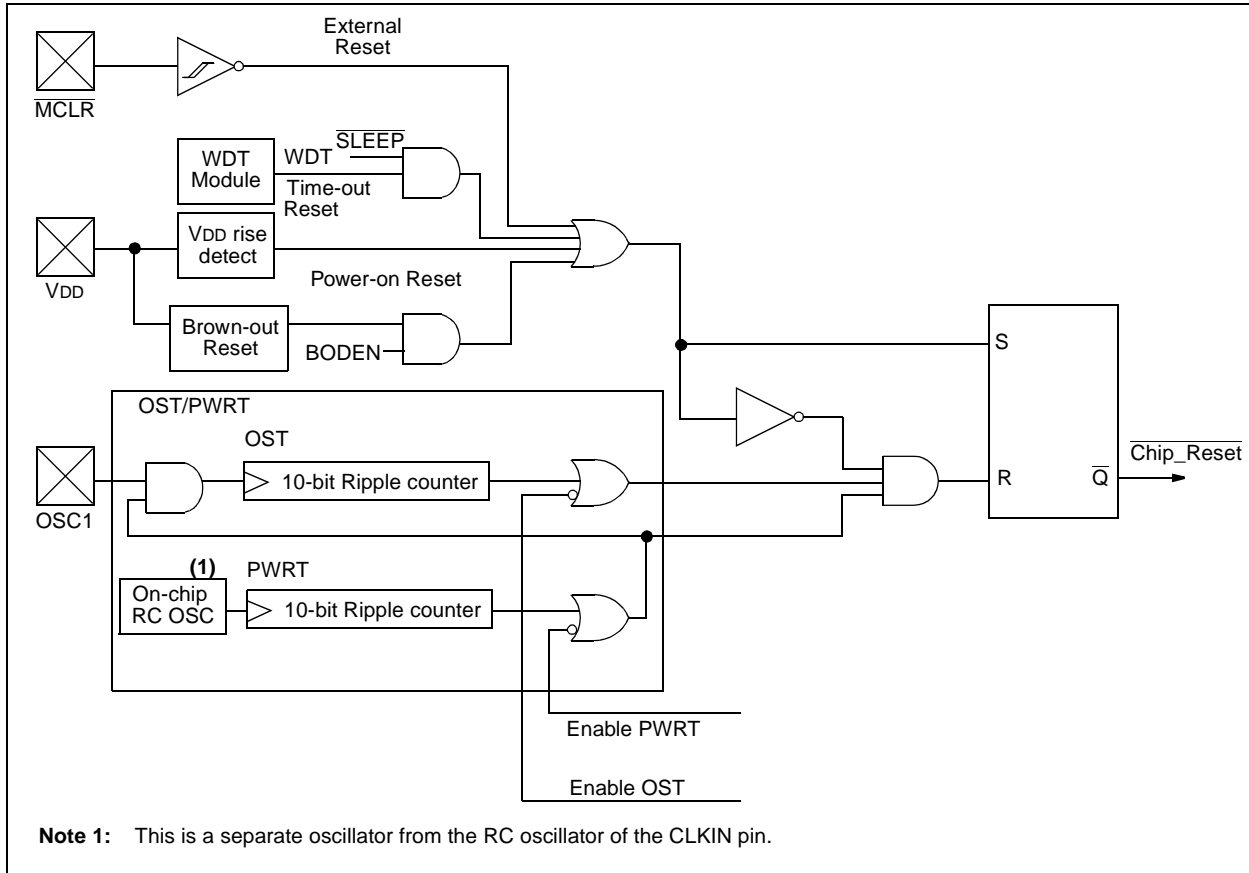 External
Reset
MCLR
SLEEP
WDT
Module
WDT
Time-out
Reset
VDD rise
detect
VDD
Power-on Reset
Brown-out
Reset
BODEN
S
OST/PWRT
OST
10-bit Ripple counter
OSC1
R
Q
Chip_Reset
(1)
PWRT
On-chip
RC OSC
10-bit Ripple counter
Enable PWRT
Enable OST
Note 1: This is a separate oscillator from the RC oscillator of the CLKIN pin.